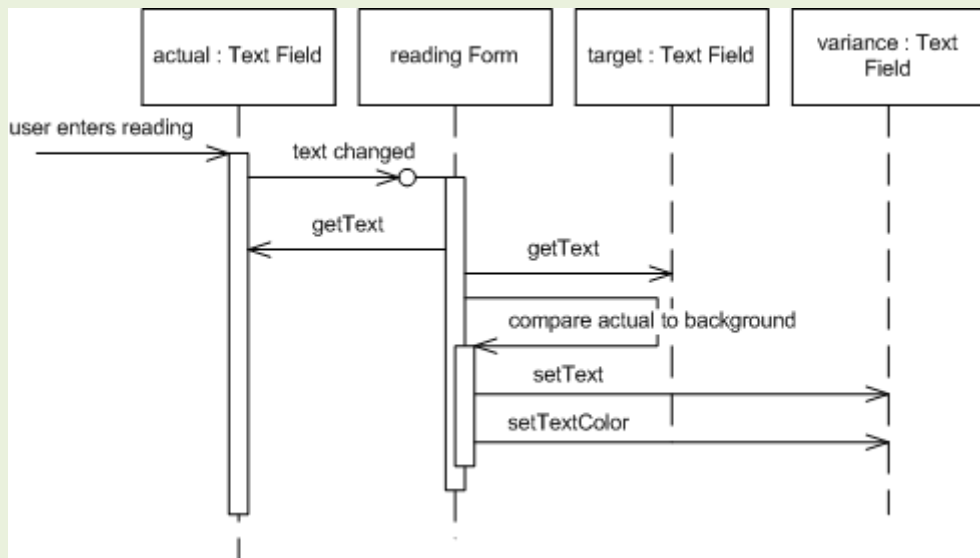 actual : Text Field
reading Form
target : Text Field
variance : Text
Field
user enters reading
text changed
getText
getText
compare actual to background
setText
setTextColor